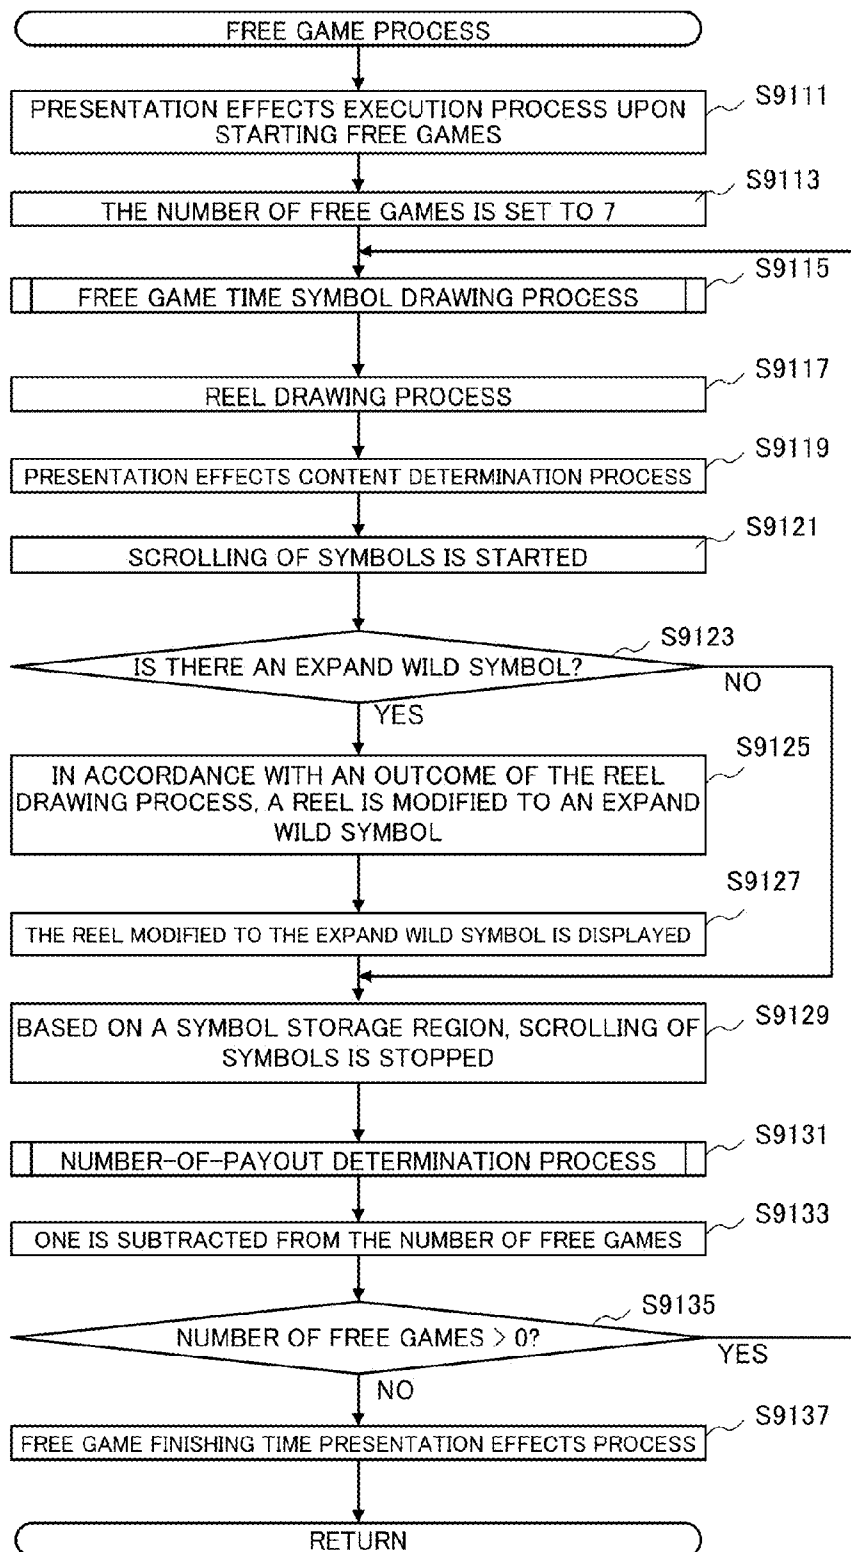 FREE GAME PROCESS
S9111
PRESENTATION EFFECTS EXECUTION PROCESS UPON
STARTING FREE GAMES
S9113
THE NUMBER OF FREE GAMES IS SET TO 7
S9115
FREE GAME TIME SYMBOL DRAWING PROCESS
S9117
REEL DRAWING PROCESS
S9119
PRESENTATION EFFECTS CONTENT DETERMINATION PROCESS
S9121
SCROLLING OF SYMBOLS IS STARTED
S9123
IS THERE AN EXPAND WILD SYMBOL?
NO
YES
S9125
IN ACCORDANCE WITH AN OUTCOME OF THE REEL
DRAWING PROCESS, A REEL IS MODIFIED TO AN EXPAND
WILD SYMBOL
S9127
THE REEL MODIFIED TO THE EXPAND WILD SYMBOL IS DISPLAYED
S9129
BASED ON A SYMBOL STORAGE REGION, SCROLLING OF
SYMBOLS IS STOPPED
S9131
NUMBER-OF-PAYOUT DETERMINATION PROCESS
S9133
ONE IS SUBTRACTED FROM THE NUMBER OF FREE GAMES
S9135
NUMBER OF FREE GAMES > 0?
YES
NO
S9137
FREE GAME FINISHING TIME PRESENTATION EFFECTS PROCESS
RETURN